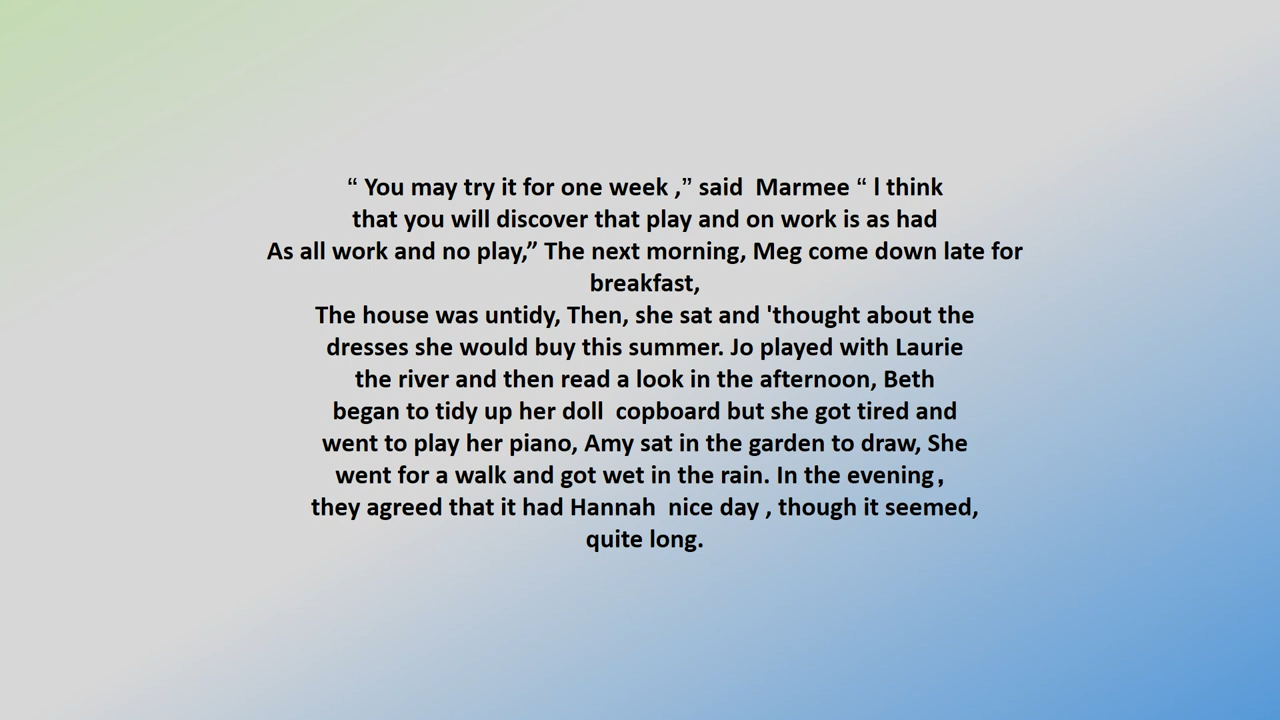 “ You may try it for one week ,” said  Marmee “ l think
that you will discover that play and on work is as had
As all work and no play,” The next morning, Meg come down late for
breakfast,
The house was untidy, Then, she sat and 'thought about the
dresses she would buy this summer. Jo played with Laurie
the river and then read a look in the afternoon, Beth
began to tidy up her doll  copboard but she got tired and
went to play her piano, Amy sat in the garden to draw, She
went for a walk and got wet in the rain. In the evening，
they agreed that it had Hannah  nice day , though it seemed,
quite long.